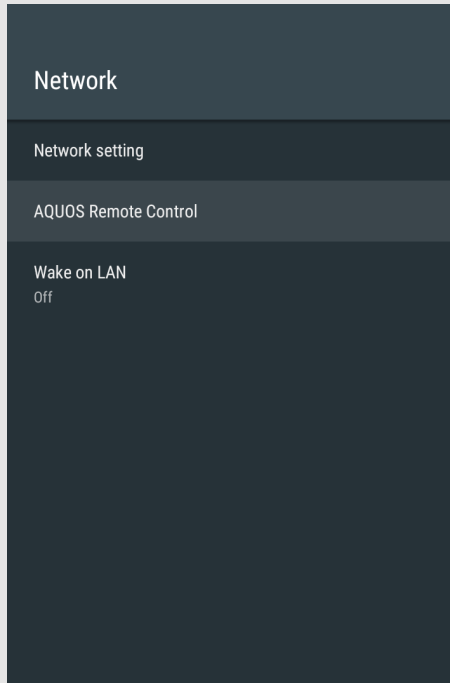 Network
Network setting
AQUOS Remote Control
Wake on LAN
Off